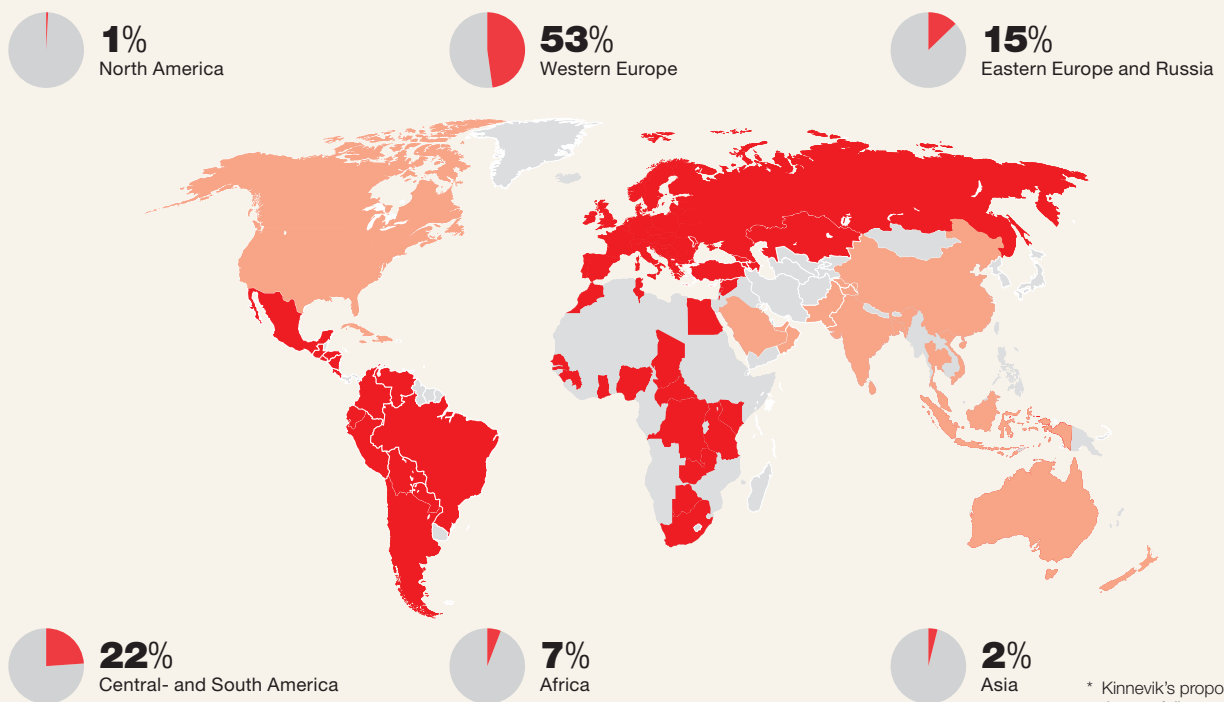 1%
North America
53%
Western Europe
15%
Eastern Europe and Russia
22%
Central- and South America
7%
Africa
2%
Asia
* Kinnevik's propo